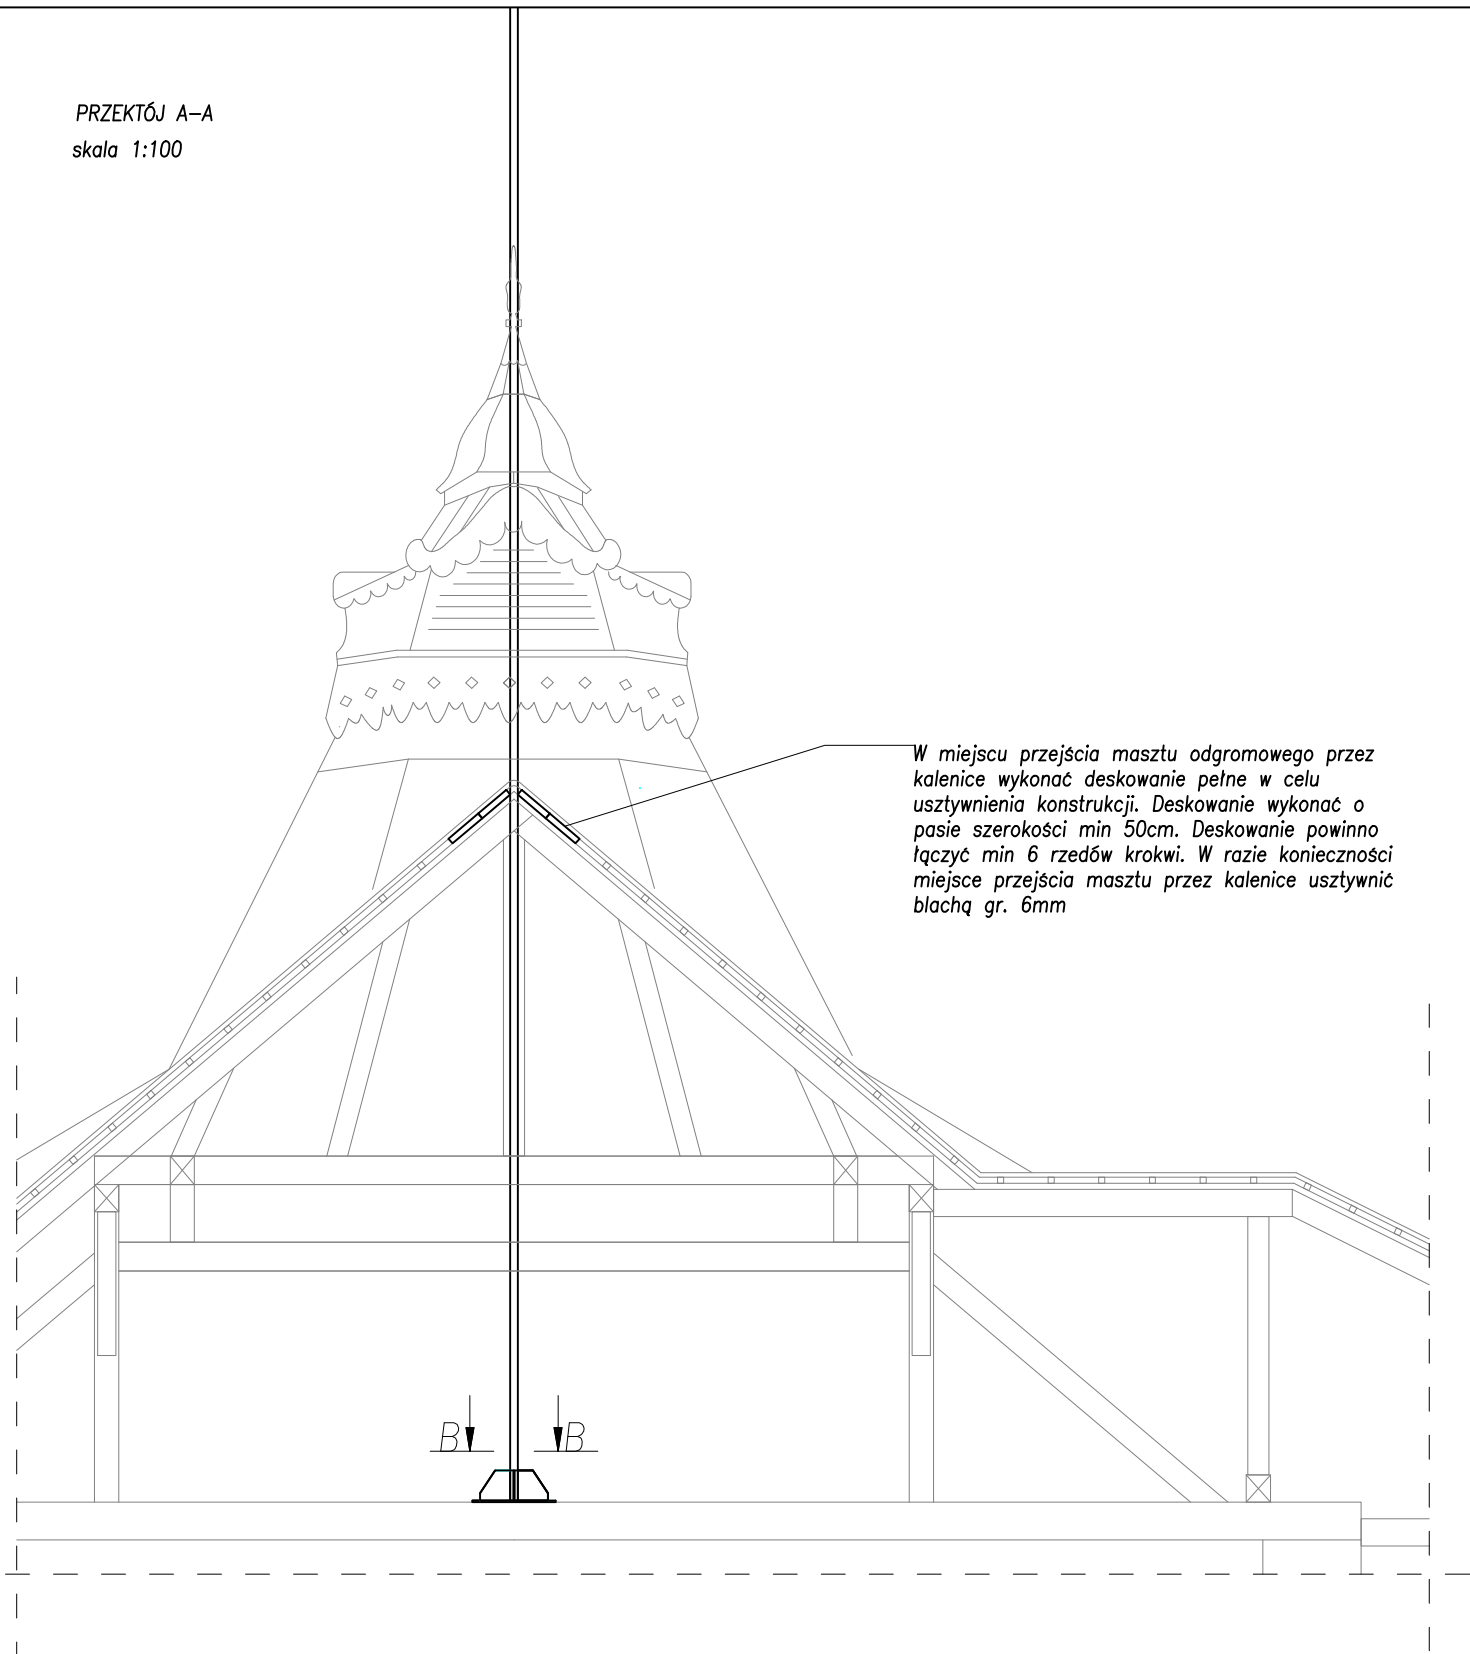 PRZEKTÓJ A–A
skala 1:100
W miejscu przejścia masztu odgromowego przez
kalenice wykonać deskowanie pełne w celu
usztywnienia konstrukcji. Deskowanie wykonać o
pasie szerokości min 50cm. Deskowanie powinno
łączyć min 6 rzedów krokwi. W razie konieczności
miejsce przejścia masztu przez kalenice usztywnić
blachą gr. 6mm
B B